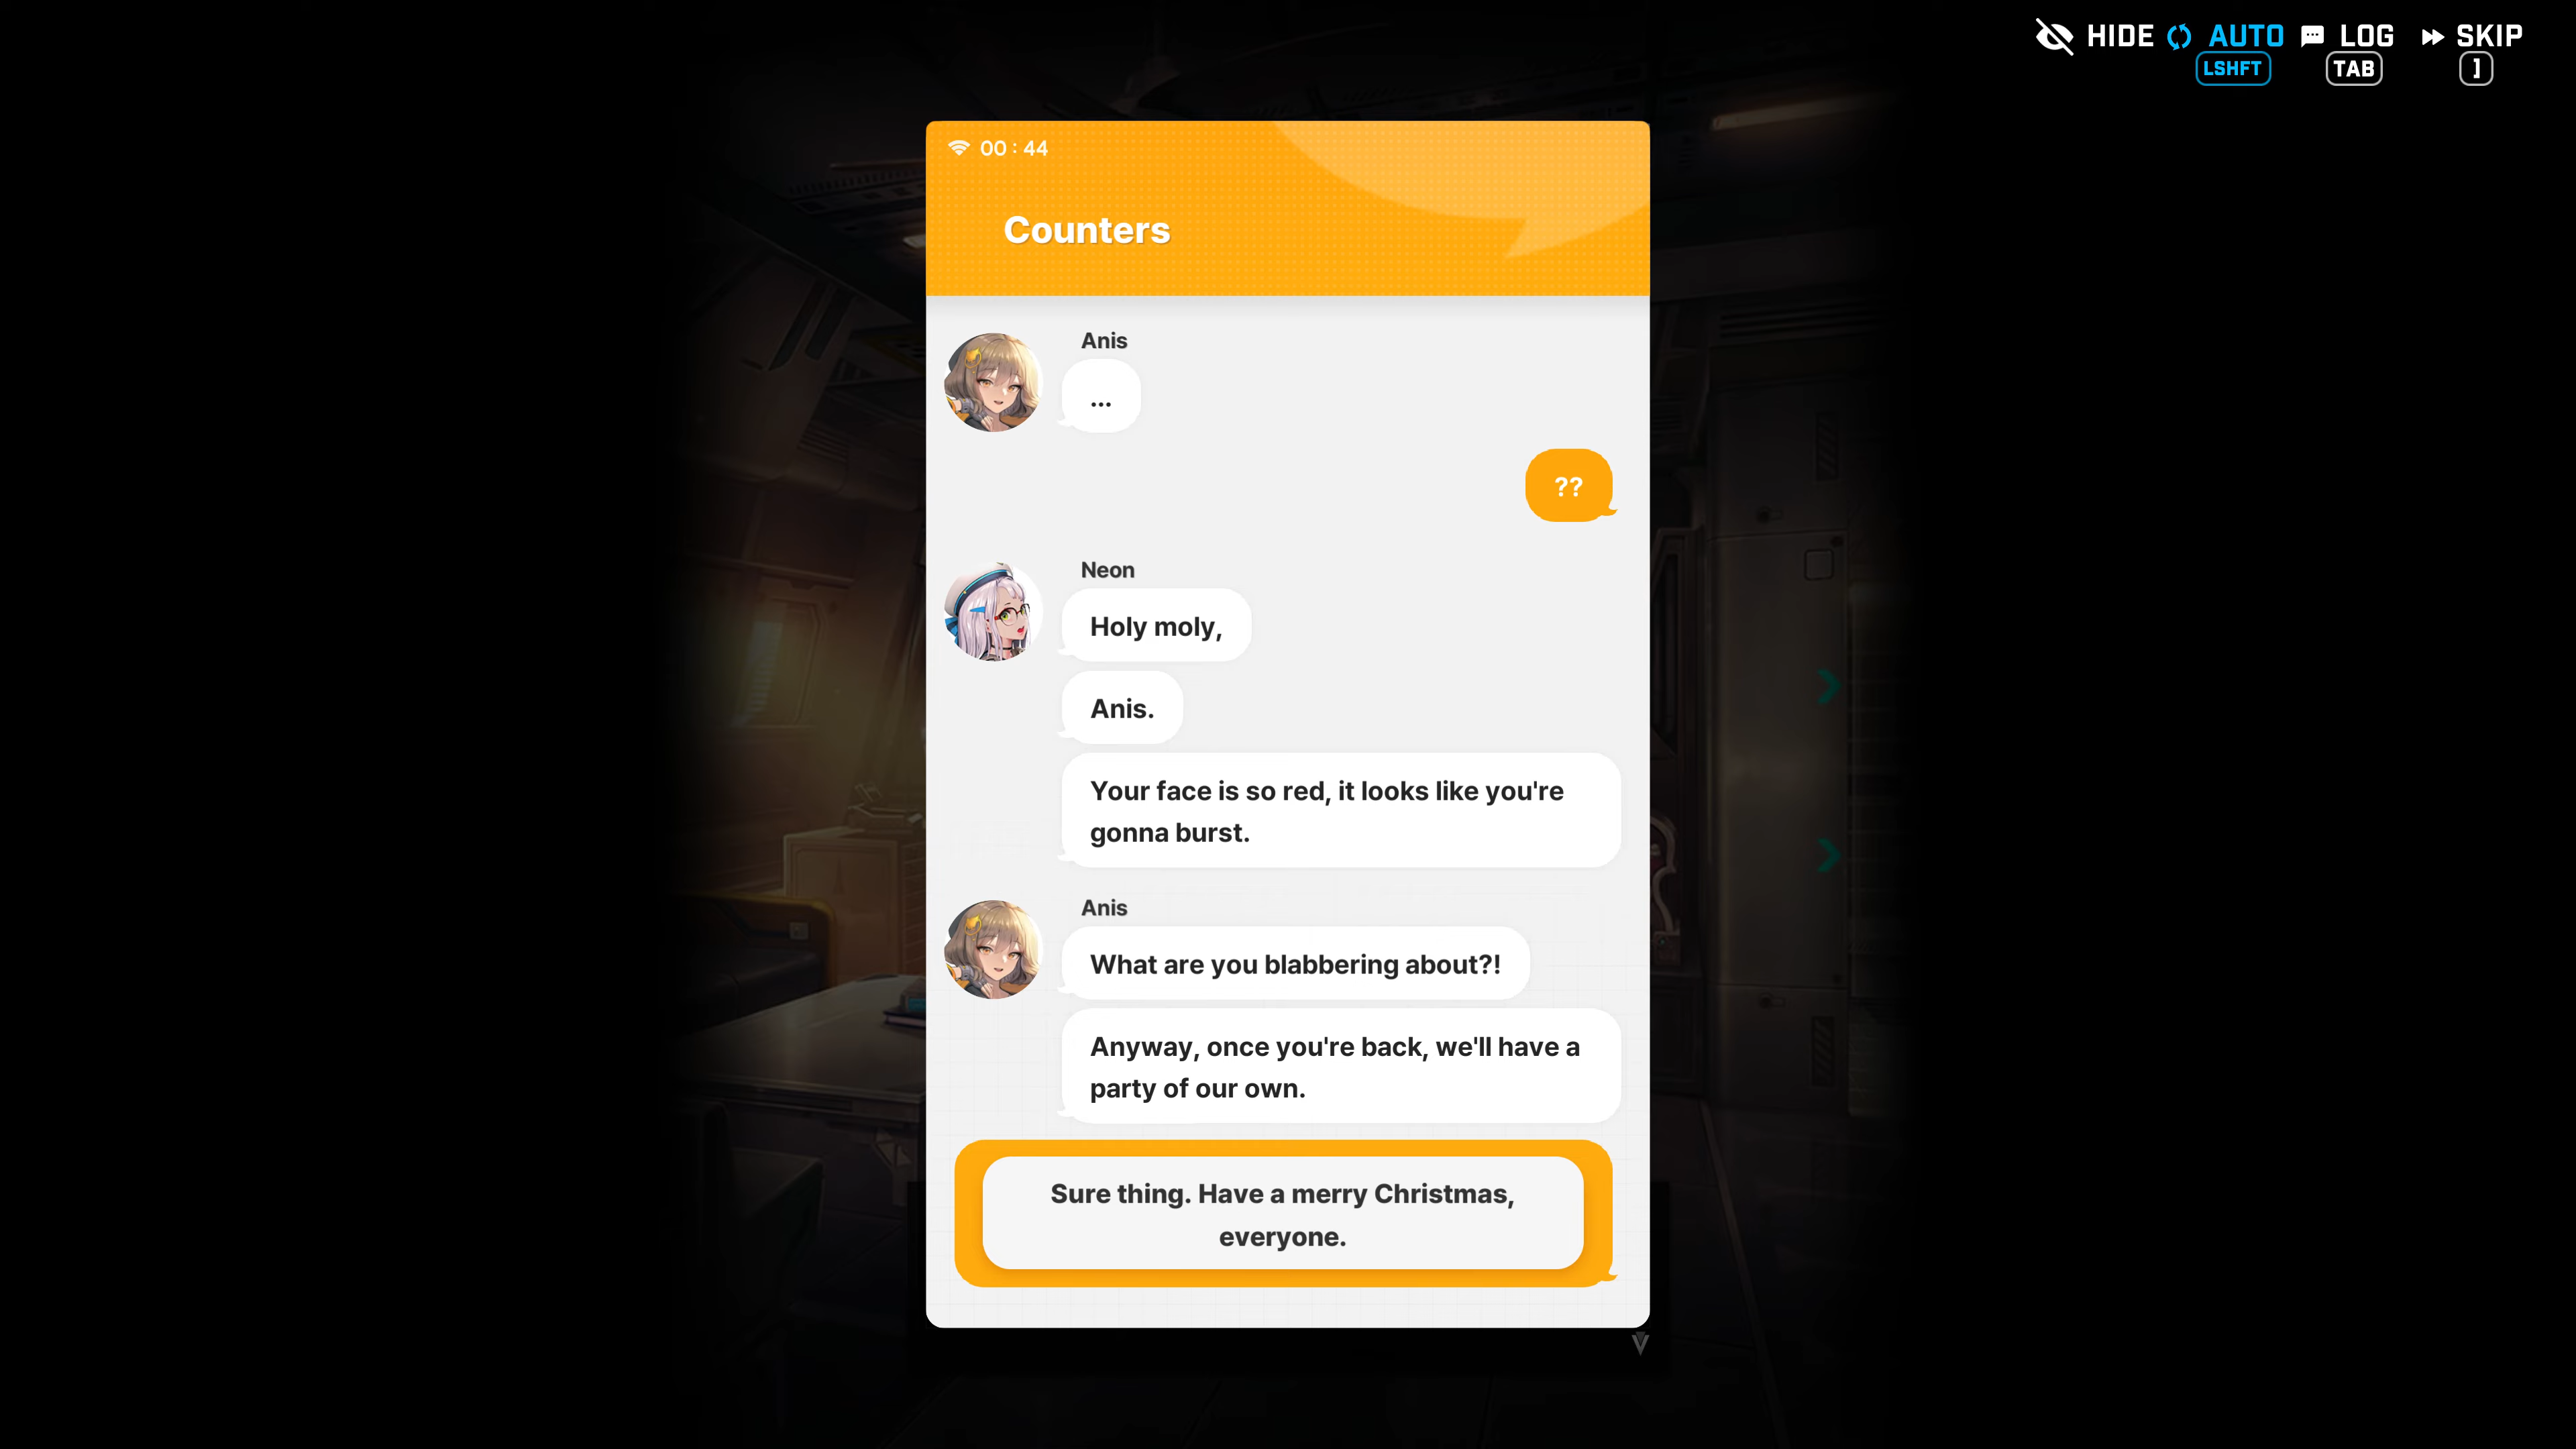 HIDE AUTO LOG SKIP
LSHFT TAB ]
00 : 44
Counters
Anis
...
??
Neon
Holy moly,
Anis.
Your face is so red, it looks like you're
gonna burst.
Anis
What are you blabbering about?!
Anyway, once you're back, we'll have a
party of our own.
Sure thing. Have a merry Christmas,
everyone.